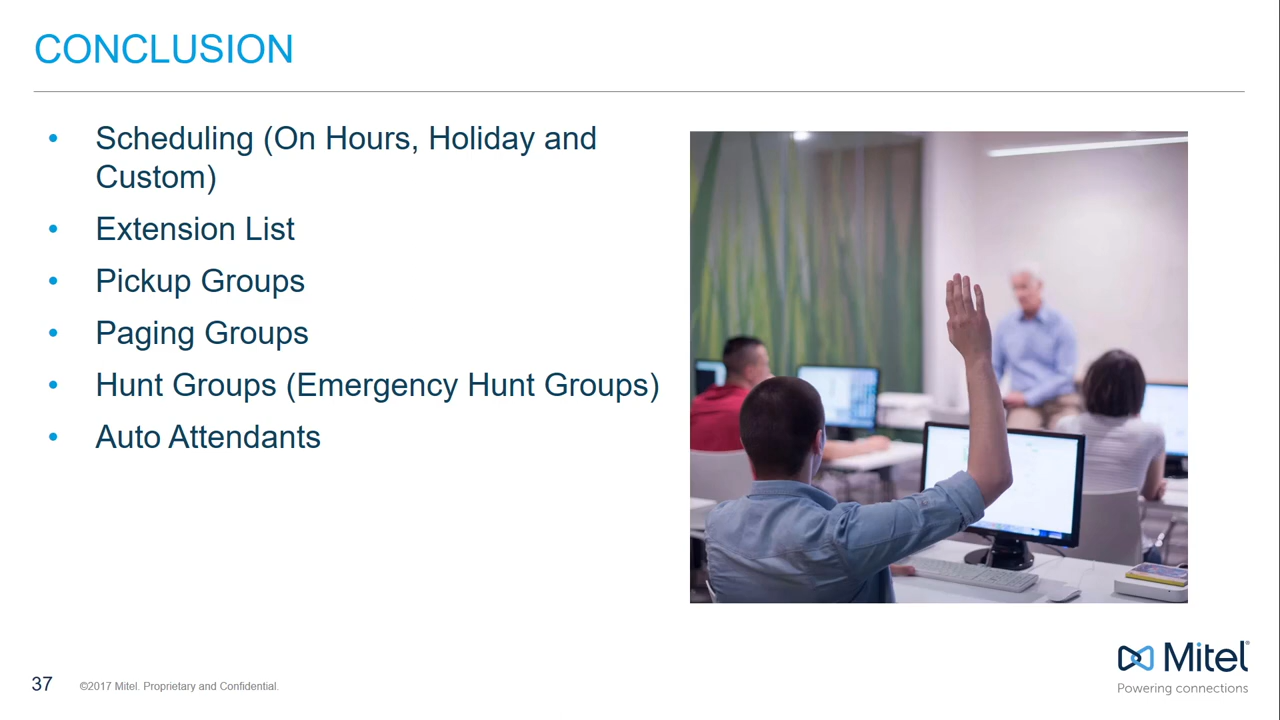 CONCLUSION
• Scheduling (On Hours, Holiday and
Custom)
• Extension List
• Pickup Groups
• Paging Groups
• Hunt Groups (Emergency Hunt Groups)
• Auto Attendants
Mitel®
Powering connections
37
©2017 Mitel. Proprietary and Confidential.